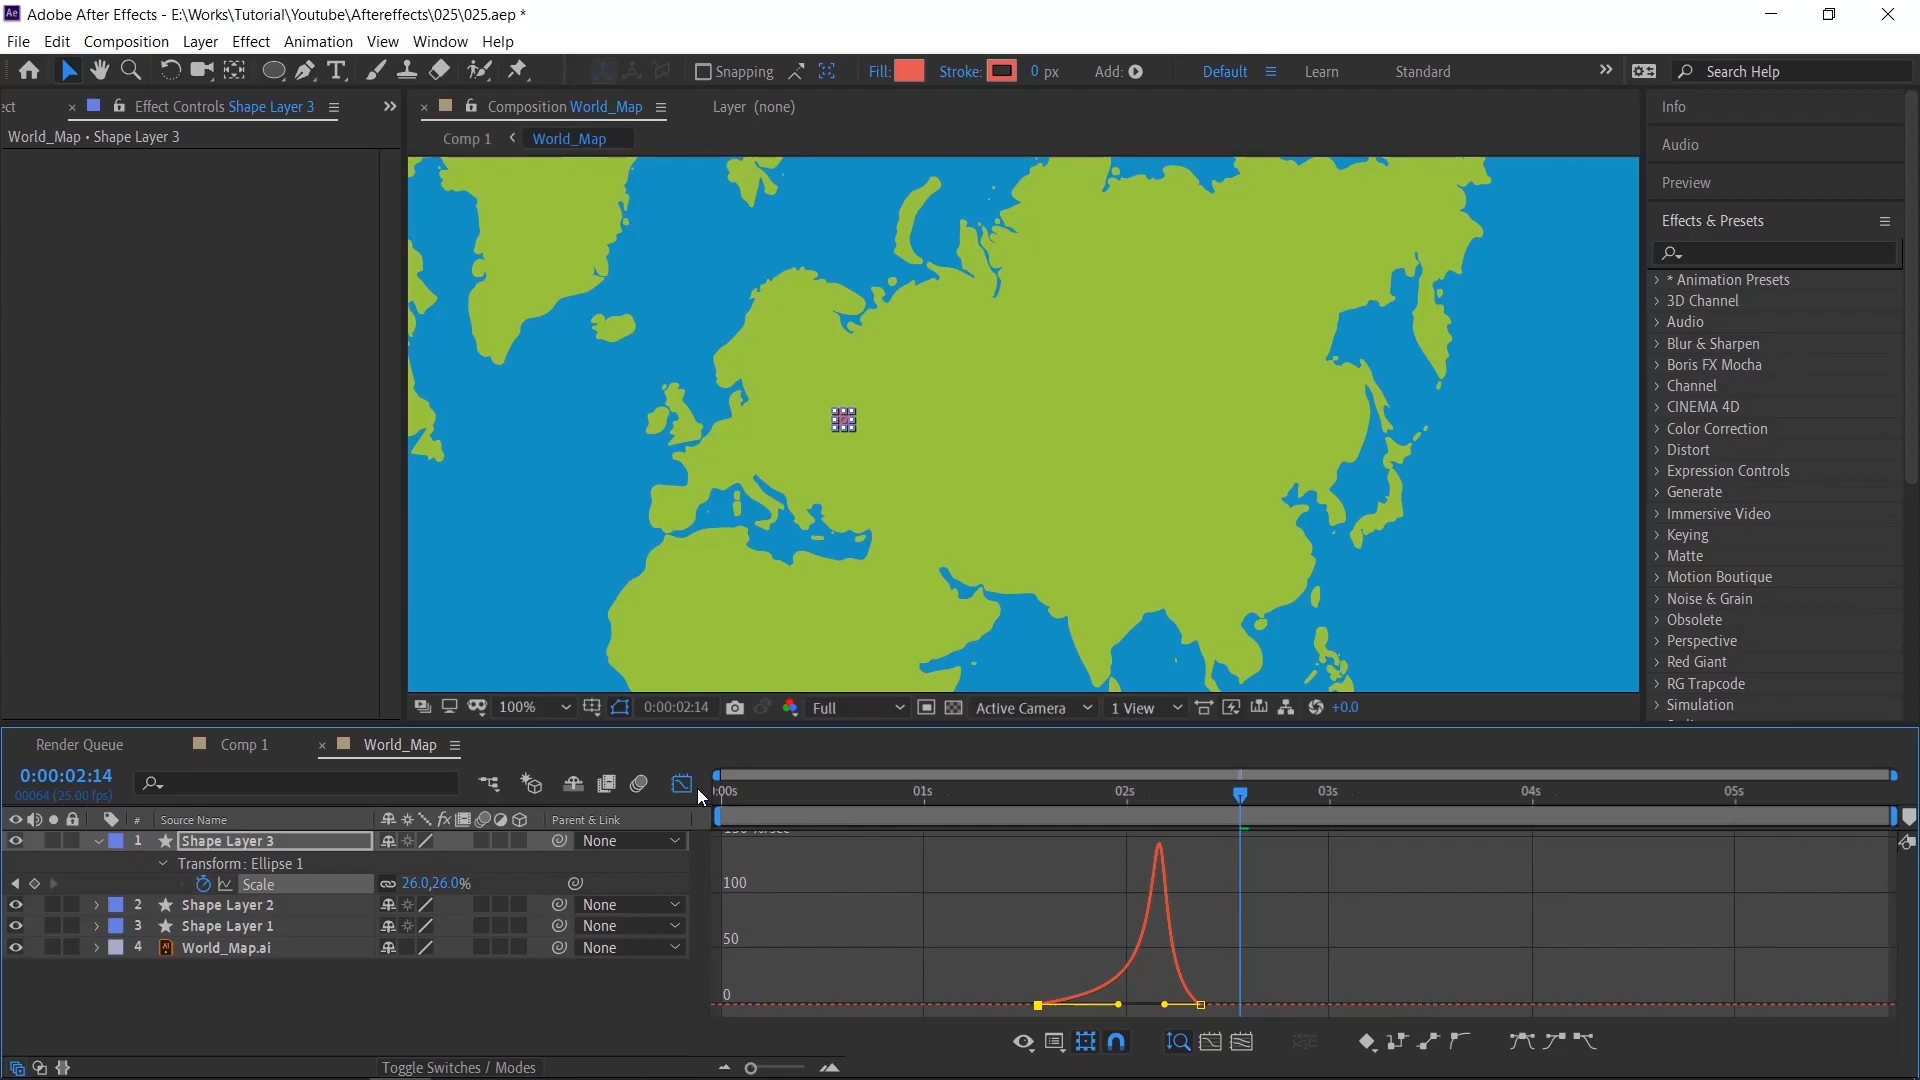 Ae Adobe After Effects - E:\Works\Tutorial\Youtube\Aftereffects\025\025.aep *
File Edit Composition Layer Effect Animation View Window Help
Snapping Fill: Stroke: 0 px Add: Default Learn Standard Search Help
ect Effect Controls Shape Layer 3
World_Map • Shape Layer 3
Composition World_Map Layer (none)
Comp 1 World_Map
Info
Audio
Preview
Effects & Presets
* Animation Presets
3D Channel
Audio
Blur & Sharpen
Boris FX Mocha
Channel
CINEMA 4D
Color Correction
Distort
Expression Controls
Generate
Immersive Video
Keying
Matte
Motion Boutique
Noise & Grain
Obsolete
Perspective
Red Giant
RG Trapcode
Simulation
100% 0:00:02:14 Full Active Camera 1 View +0.0
Render Queue Comp 1 World_Map
0:00:02:14
00064 (25.00 fps)
:00s 01s 02s 03s 04s 05s
# Source Name fx Parent & Link
1 Shape Layer 3 None
Transform: Ellipse 1
Scale 26.0,26.0%
2 Shape Layer 2 None
3 Shape Layer 1 None
4 World_Map.ai None
100
50
0
Toggle Switches / Modes